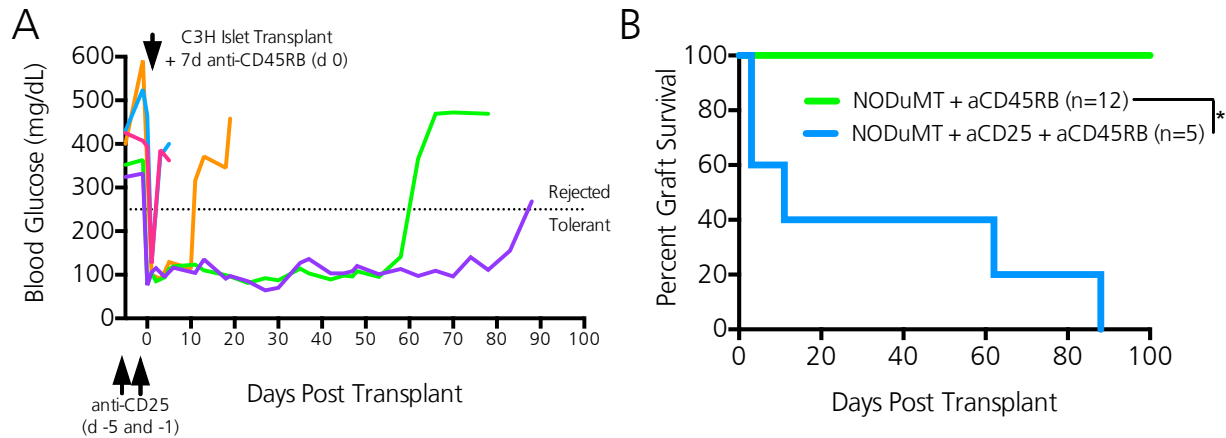 A
C3H Islet Transplant
+ 7d anti-CD45RB (d 0)
Blood Glucose (mg/dL)
600
500
400
300
200
100
0
Rejected
Tolerant
0 10 20 30 40 50 60 70 80 90 100
Days Post Transplant
anti-CD25
(d -5 and -1)
B
Percent Graft Survival
100
80
60
40
20
0
NODuMT + aCD45RB (n=12)
NODuMT + aCD25 + aCD45RB (n=5)
*
0 20 40 60 80 100
Days Post Transplant